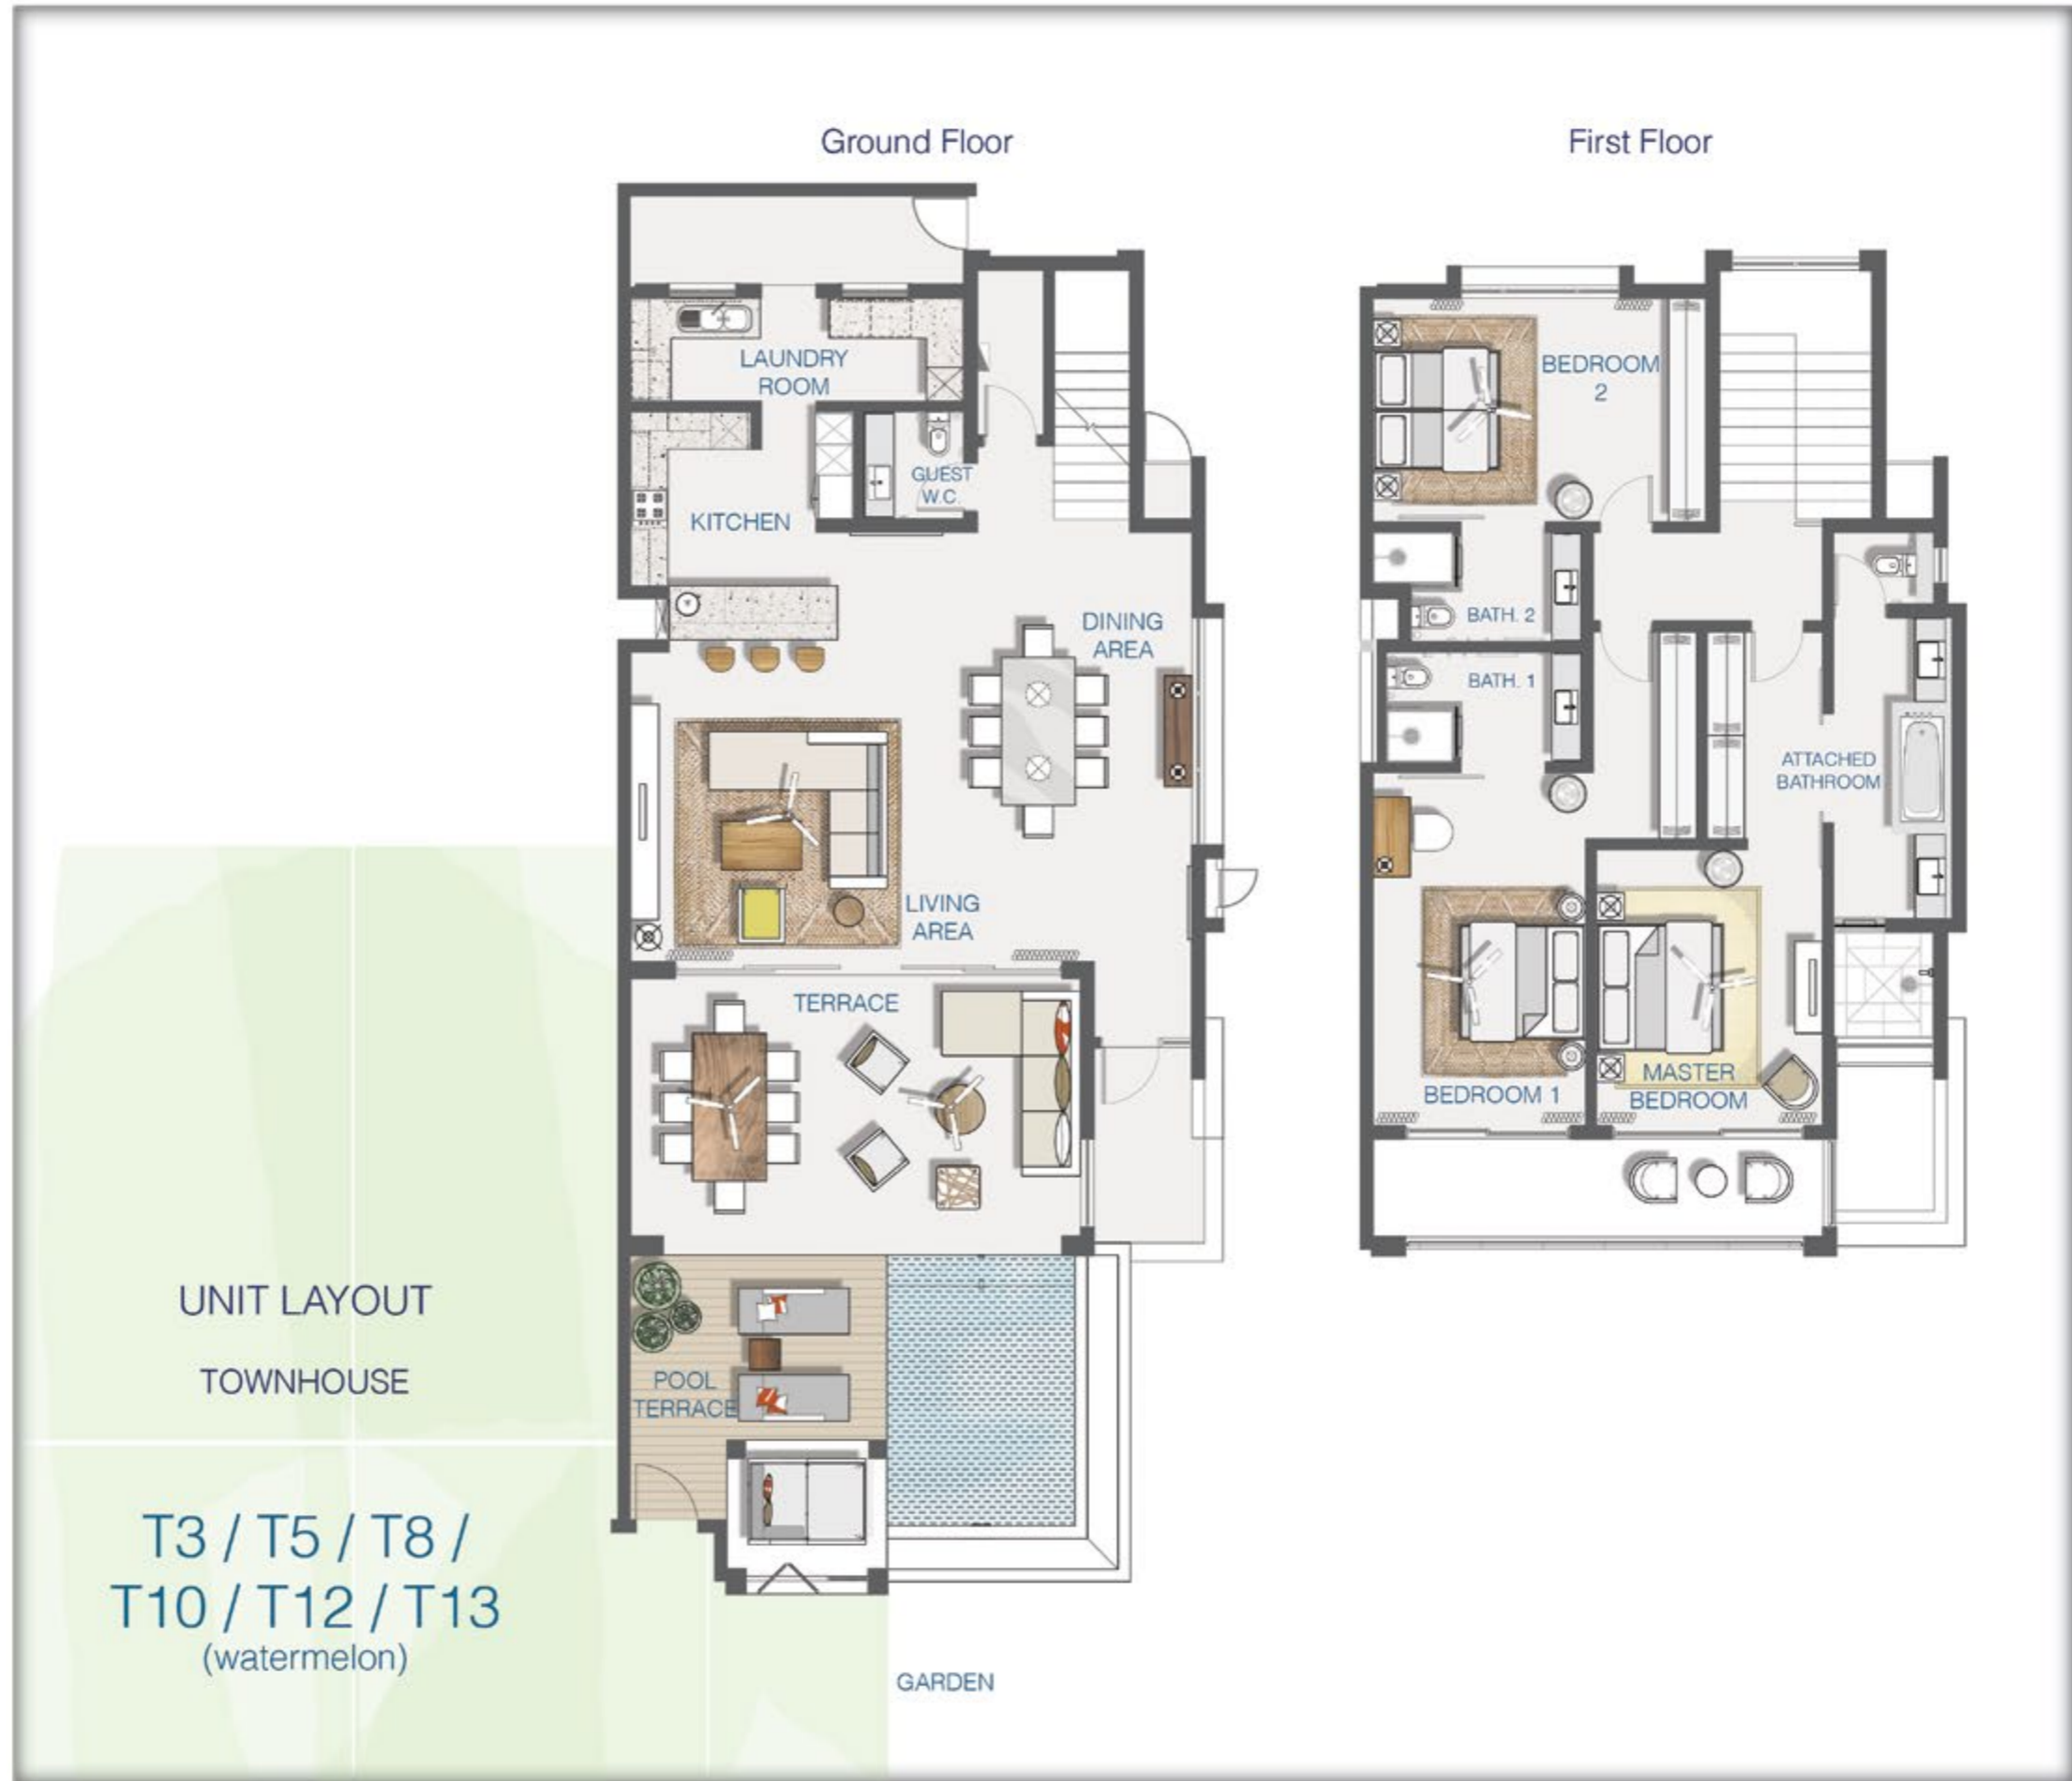 Ground Floor
First Floor
LAUNDRY
ROOM
GUEST
W.C.
KITCHEN
DINING
AREA
LIVING
AREA
TERRACE
POOL
TERRACE
GARDEN
BEDROOM
2
BATH. 2
BATH. 1
ATTACHED
BATHROOM
BEDROOM 1
MASTER
BEDROOM
UNIT LAYOUT
TOWNHOUSE
T3 / T5 / T8 /
T10 / T12 / T13
(watermelon)